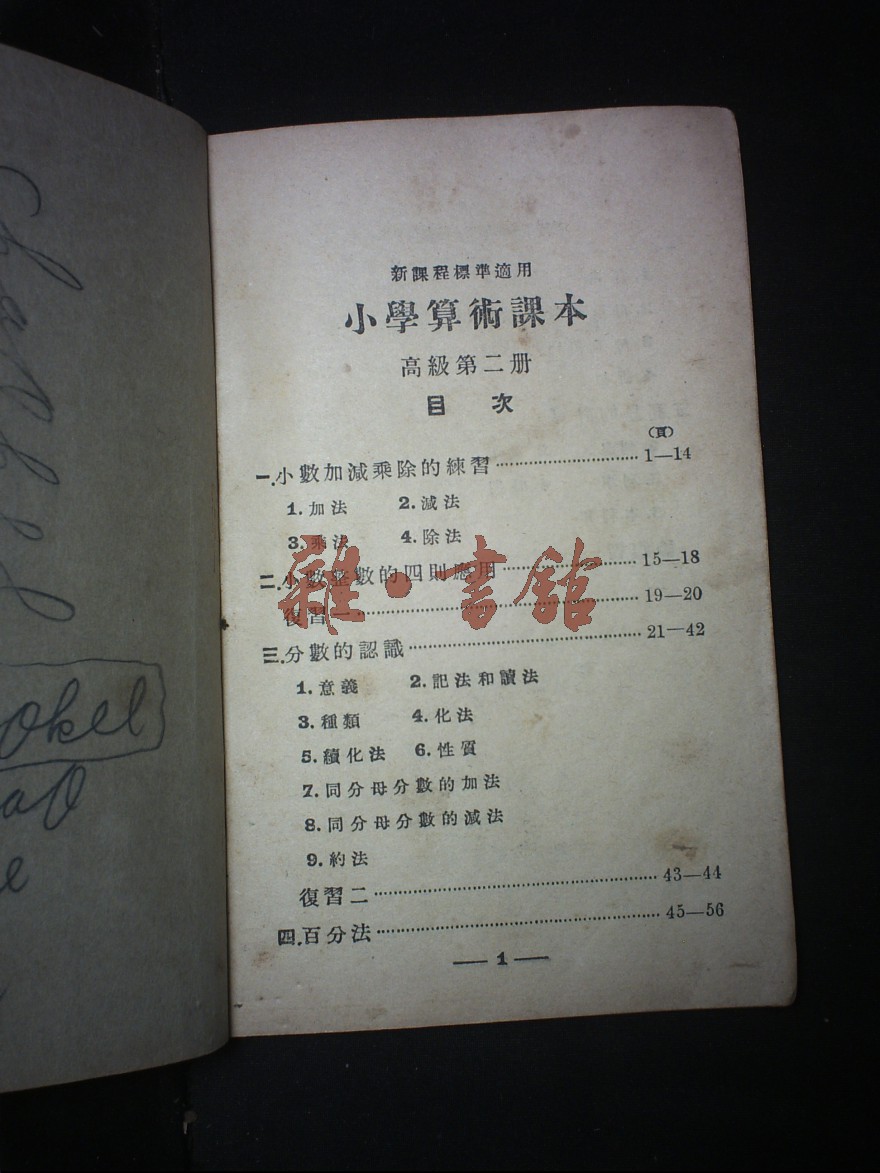 新課程標準適用
小學算術課本
高級第二册
目 次
(頁)
一.小數加減乘除的練習 1—14
1.加法 2.減法
3.乘法 4.除法
二.小數整數的四則應用 15—18
復習一 19—20
三.分數的認識 21—42
1.意義 2.記法和讀法
3.種類 4.化法
5.續化法 6.性質
7.同分母分數的加法
8.同分母分數的減法
9.約法
復習二 43—44
四.百分法 45—56
— 1 —
雜·書館